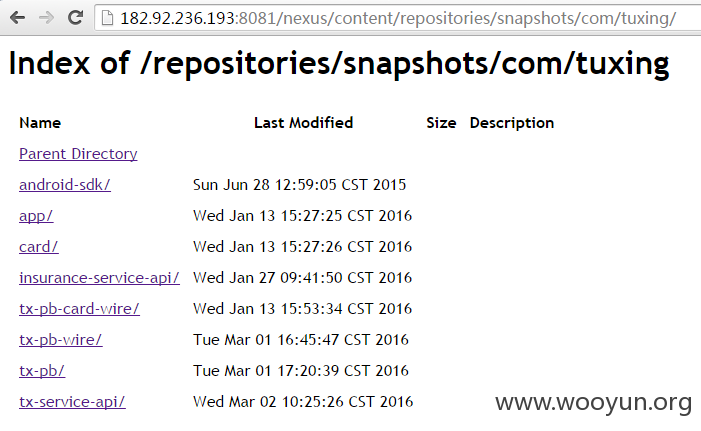 182.92.236.193:8081/nexus/content/repositories/snapshots/com/tuxing/
Index of /repositories/snapshots/com/tuxing
Name Last Modified Size Description
Parent Directory
android-sdk/ Sun Jun 28 12:59:05 CST 2015
app/ Wed Jan 13 15:27:25 CST 2016
card/ Wed Jan 13 15:27:26 CST 2016
insurance-service-api/ Wed Jan 27 09:41:50 CST 2016
tx-pb-card-wire/ Wed Jan 13 15:53:34 CST 2016
tx-pb-wire/ Tue Mar 01 16:45:47 CST 2016
tx-pb/ Tue Mar 01 17:20:39 CST 2016
tx-service-api/ Wed Mar 02 10:25:26 CST 2016
www.wooyun.org